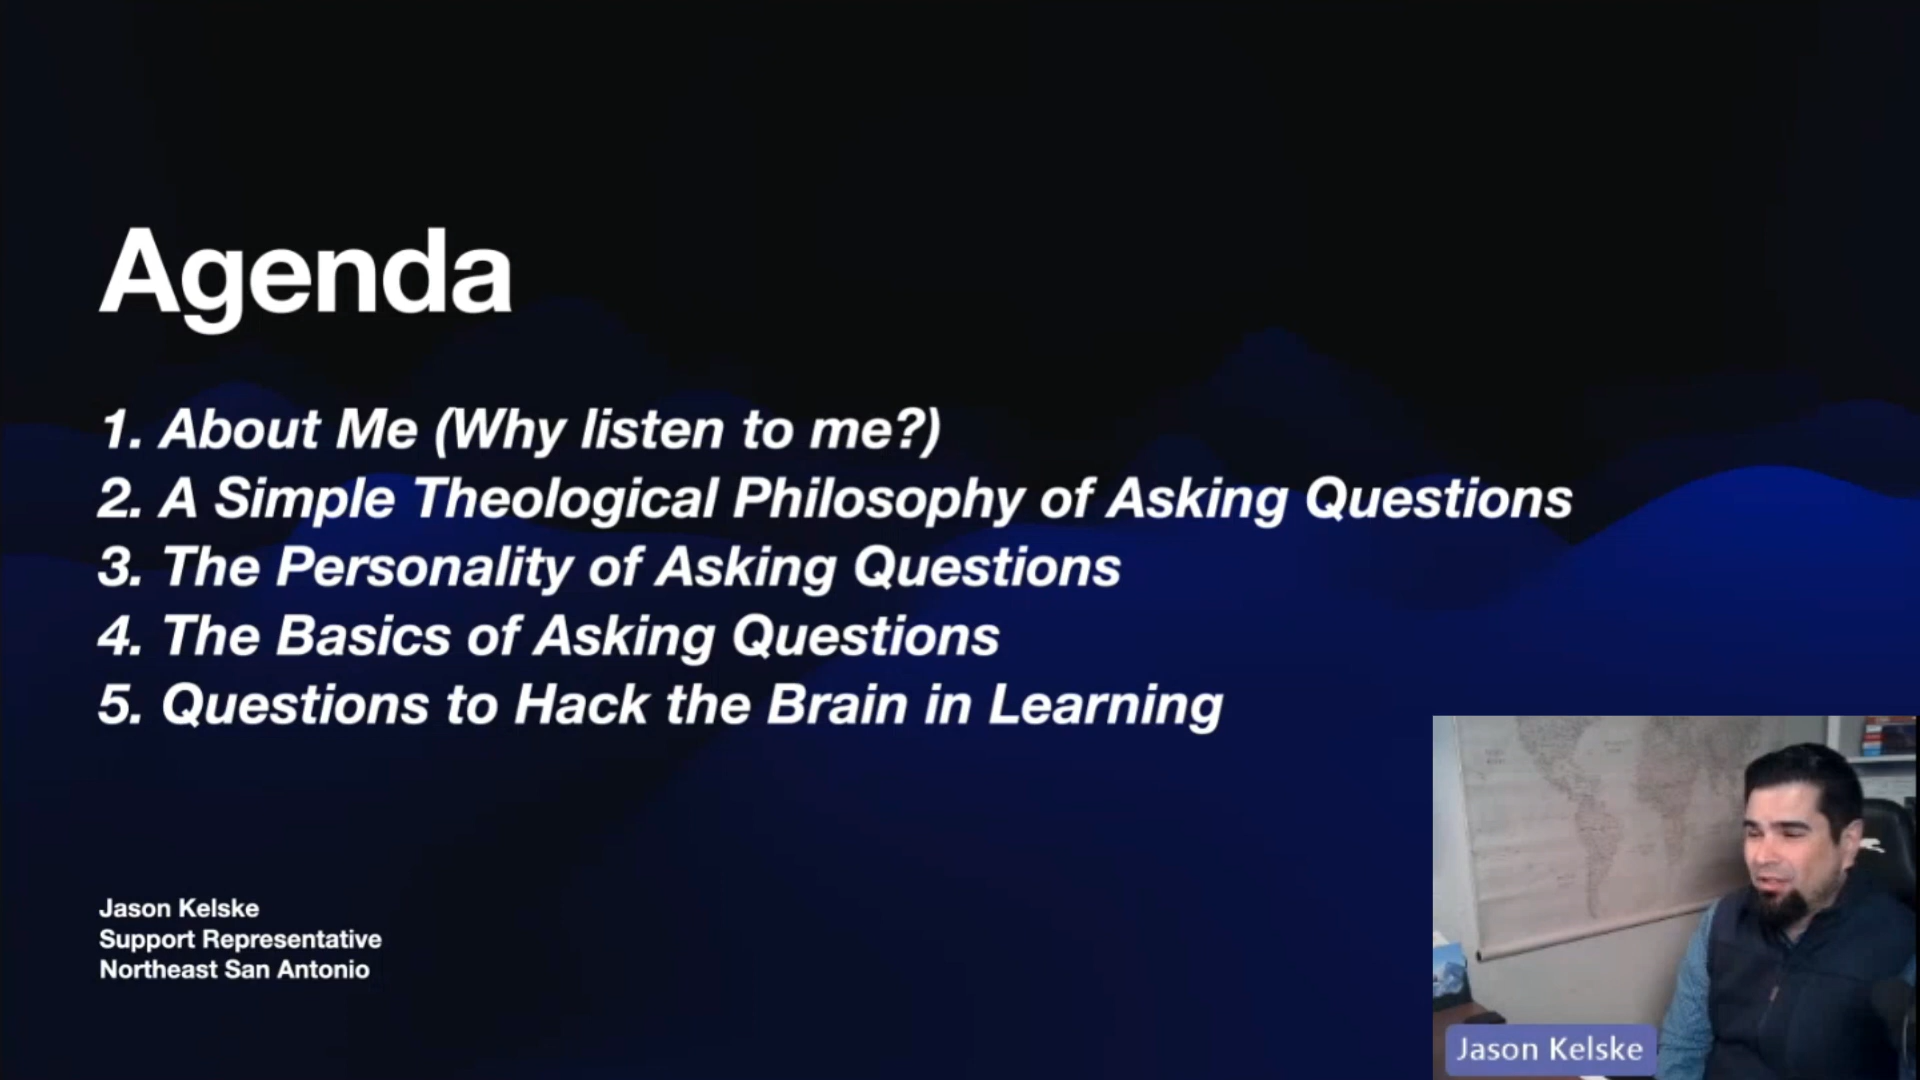 Agenda
1. About Me (Why listen to me?)
2. A Simple Theological Philosophy of Asking Questions
3. The Personality of Asking Questions
4. The Basics of Asking Questions
5. Questions to Hack the Brain in Learning
Jason Kelske
Support Representative
Northeast San Antonio
Jason Kelske